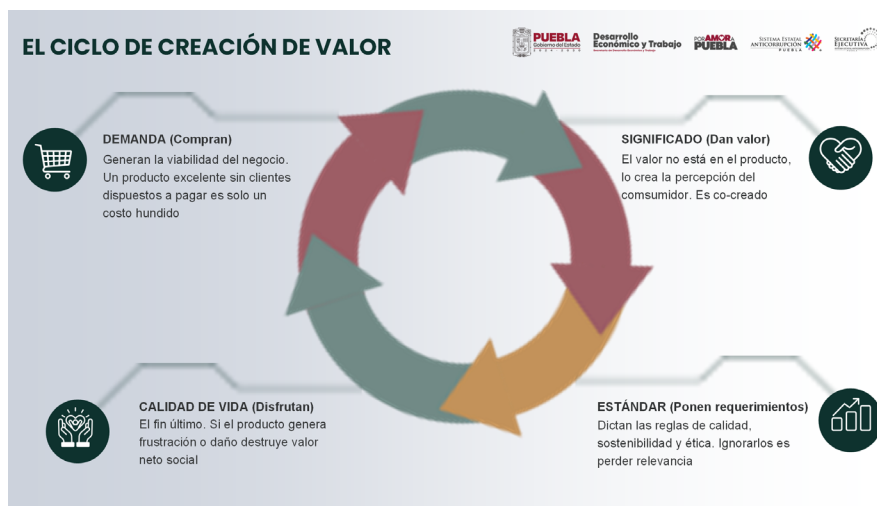 EL CICLO DE CREACIÓN DE VALOR
PUEBLA
Gobierno del Estado
Desarrollo
Económico y Trabajo
POR AMOR A
PUEBLA
SISTEMA ESTATAL
ANTICORRUPCIÓN
PUEBLA
SECRETARÍA
EJECUTIVA
DEMANDA (Compran)
Generan la viabilidad del negocio.
Un producto excelente sin clientes
dispuestos a pagar es solo un
costo hundido
SIGNIFICADO (Dan valor)
El valor no está en el producto,
lo crea la percepción del
comsumidor. Es co-creado
CALIDAD DE VIDA (Disfrutan)
El fin último. Si el producto genera
frustración o daño destruye valor
neto social
ESTÁNDAR (Ponen requerimientos)
Dictan las reglas de calidad,
sostenibilidad y ética. Ignorarlos es
perder relevancia